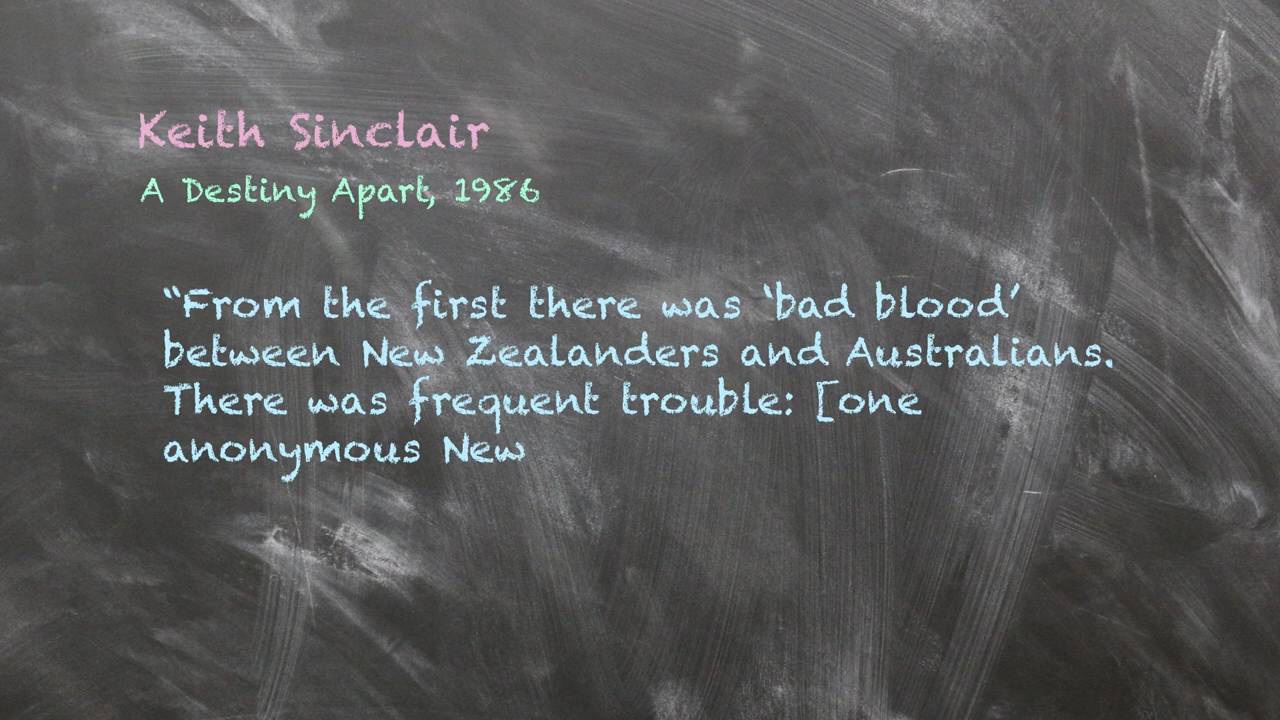 Keith Sinclair
A Destiny Apart, 1986
“From the first there was ‘bad blood’
between New Zealanders and Australians.
There was frequent trouble: [one
anonymous New